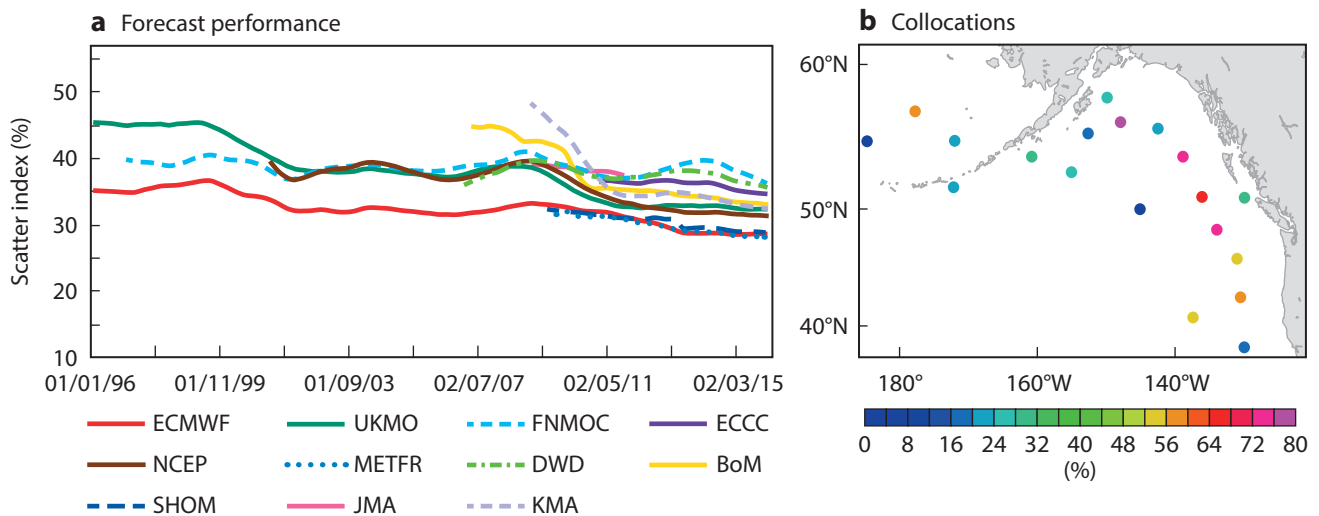 a Forecast performance
Scatter index (%)
50
40
30
20
10
01/01/96 01/11/99 01/09/03 02/07/07 02/05/11 02/03/15
ECMWF UKMO FNMOC ECCC
NCEP METFR DWD BoM
SHOM JMA KMA
b Collocations
60°N
50°N
40°N
180° 160°W 140°W
0 8 16 24 32 40 48 56 64 72 80
(%)